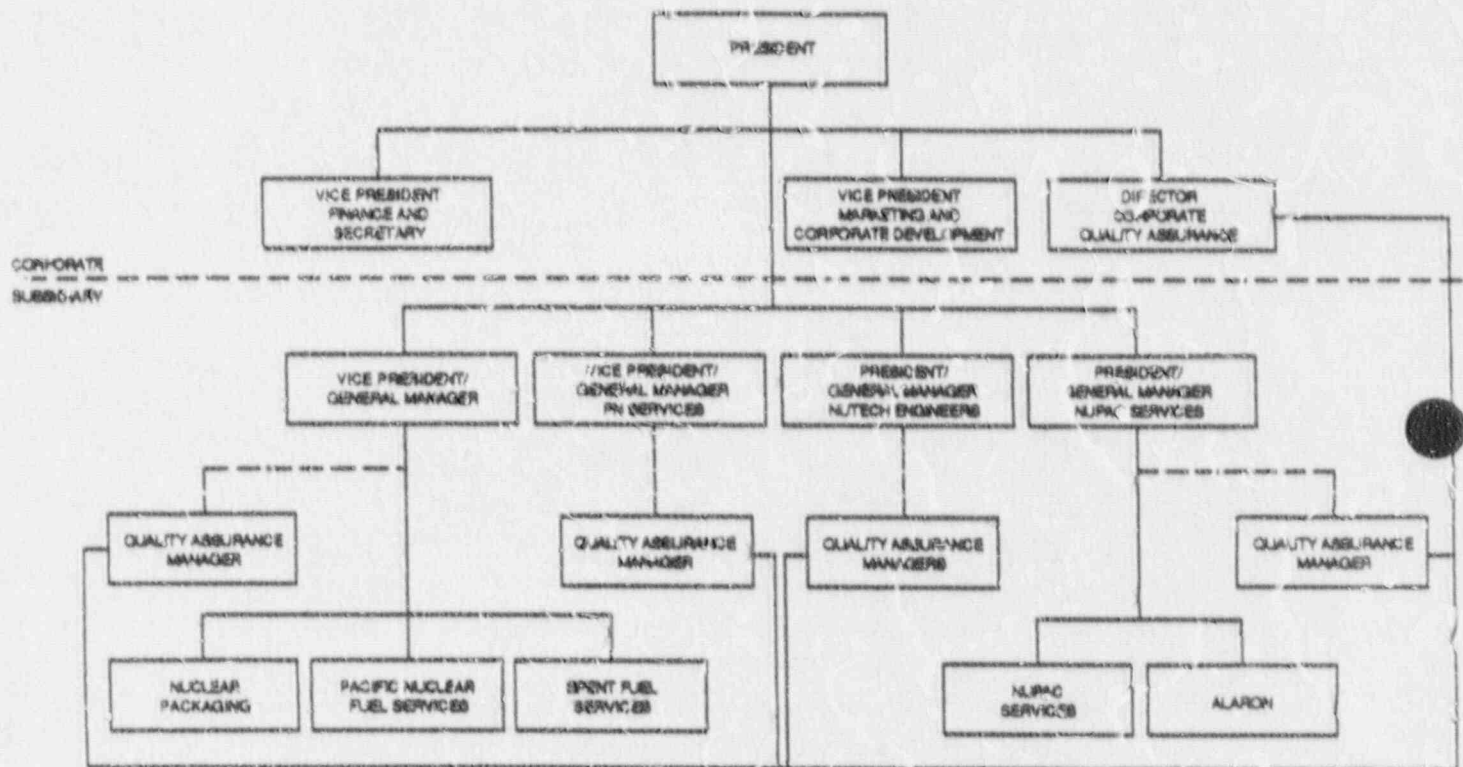 PRESIDENT
VICE PRESIDENT
FINANCE AND
SECRETARY
VICE PRESIDENT
MARKETING AND
CORPORATE DEVELOPMENT
DIRECTOR
CORPORATE
QUALITY ASSURANCE
CORPORATE
SUBSIDIARY
VICE PRESIDENT/
GENERAL MANAGER
VICE PRESIDENT/
GENERAL MANAGER
PN SERVICES
PRESIDENT/
GENERAL MANAGER
NUTECH ENGINEERS
PRESIDENT/
GENERAL MANAGER
NUPAC SERVICES
QUALITY ASSURANCE
MANAGER
QUALITY ASSURANCE
MANAGER
QUALITY ASSURANCE
MANAGERS
QUALITY ASSURANCE
MANAGER
NUCLEAR
PACKAGING
PACIFIC NUCLEAR
FUEL SERVICES
SPENT FUEL
SERVICES
NUPAC
SERVICES
ALARON